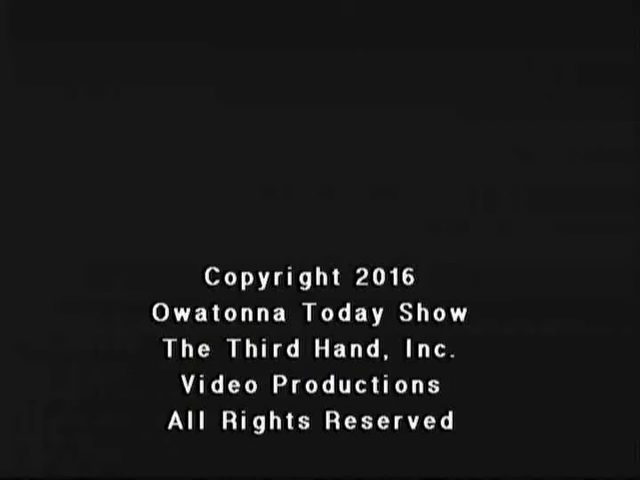 Copyright 2016
Owatonna Today Show
The Third Hand, Inc.
Video Productions
All Rights Reserved